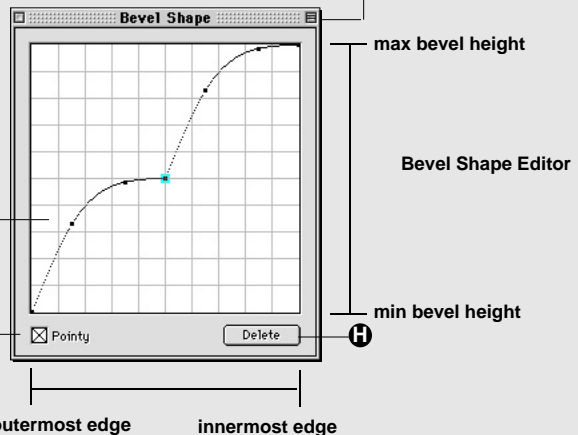 Bevel Shape
max bevel height
Bevel Shape Editor
min bevel height
Pointy
Delete
H
outermost edge
innermost edge